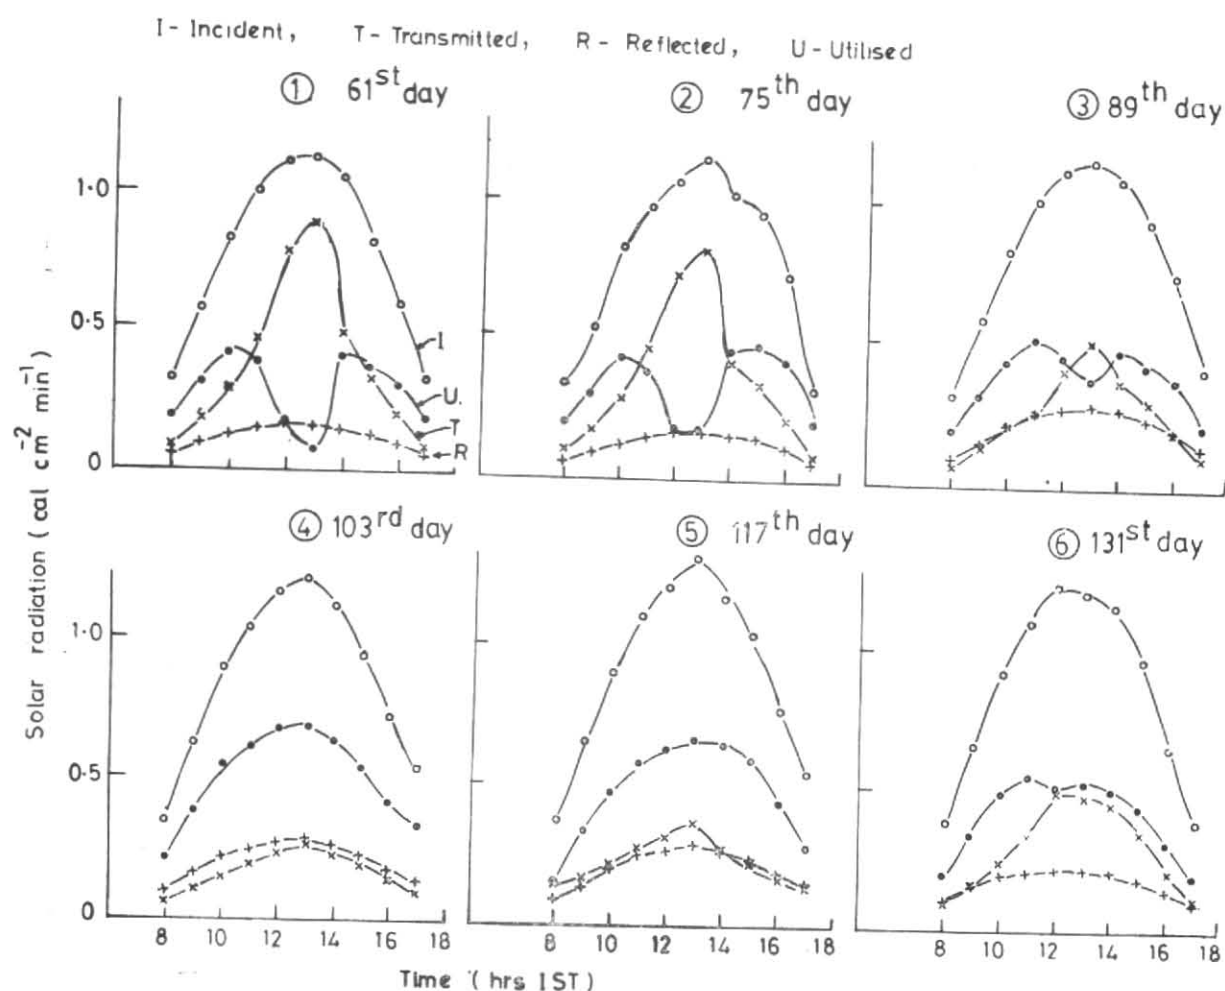 I - Incident, T - Transmitted, R - Reflected, U - Utilised
① 61st day
② 75th day
③ 89th day
1.0
0.5
0
I
U.
T
R
④ 103rd day
⑤ 117th day
⑥ 131st day
1.0
0.5
0
Solar radiation ( cal cm-2 min-1)
8 10 12 14 16 18
8 10 12 14 16 18
8 10 12 14 16 18
Time ( hrs IST)